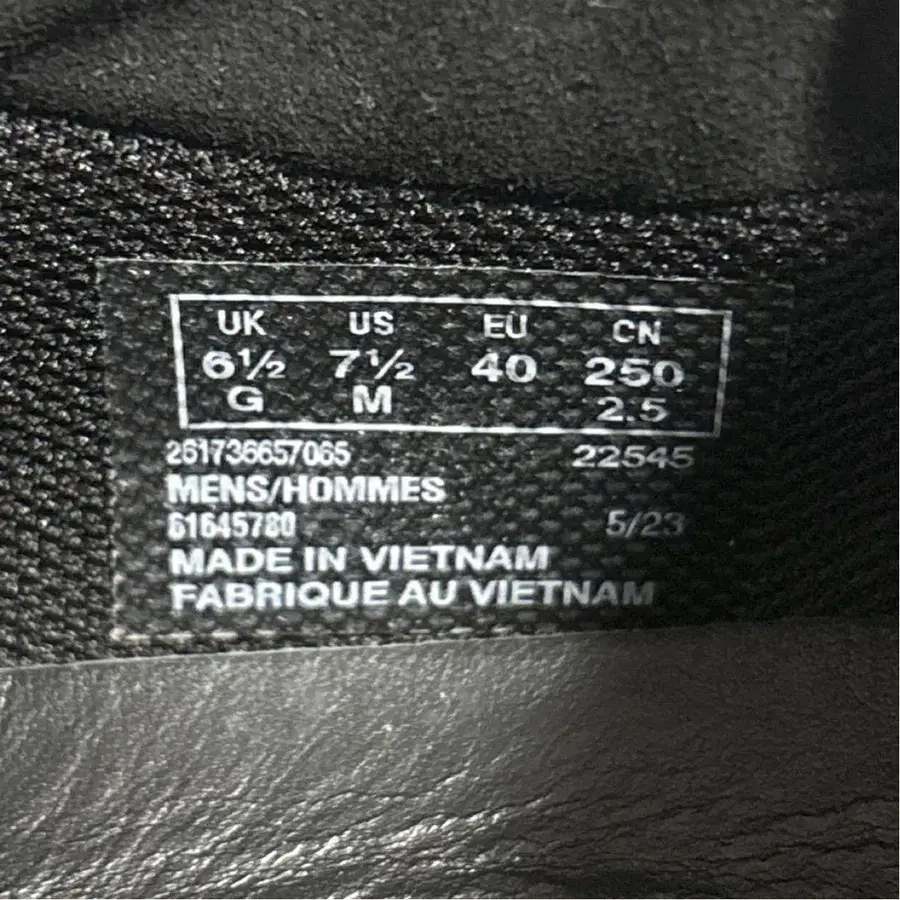 UK US EU CN
6½ 7½ 40 250
G M 2.5
261736657065 22545
MENS/HOMMES
61645780 5/23
MADE IN VIETNAM
FABRIQUE AU VIETNAM